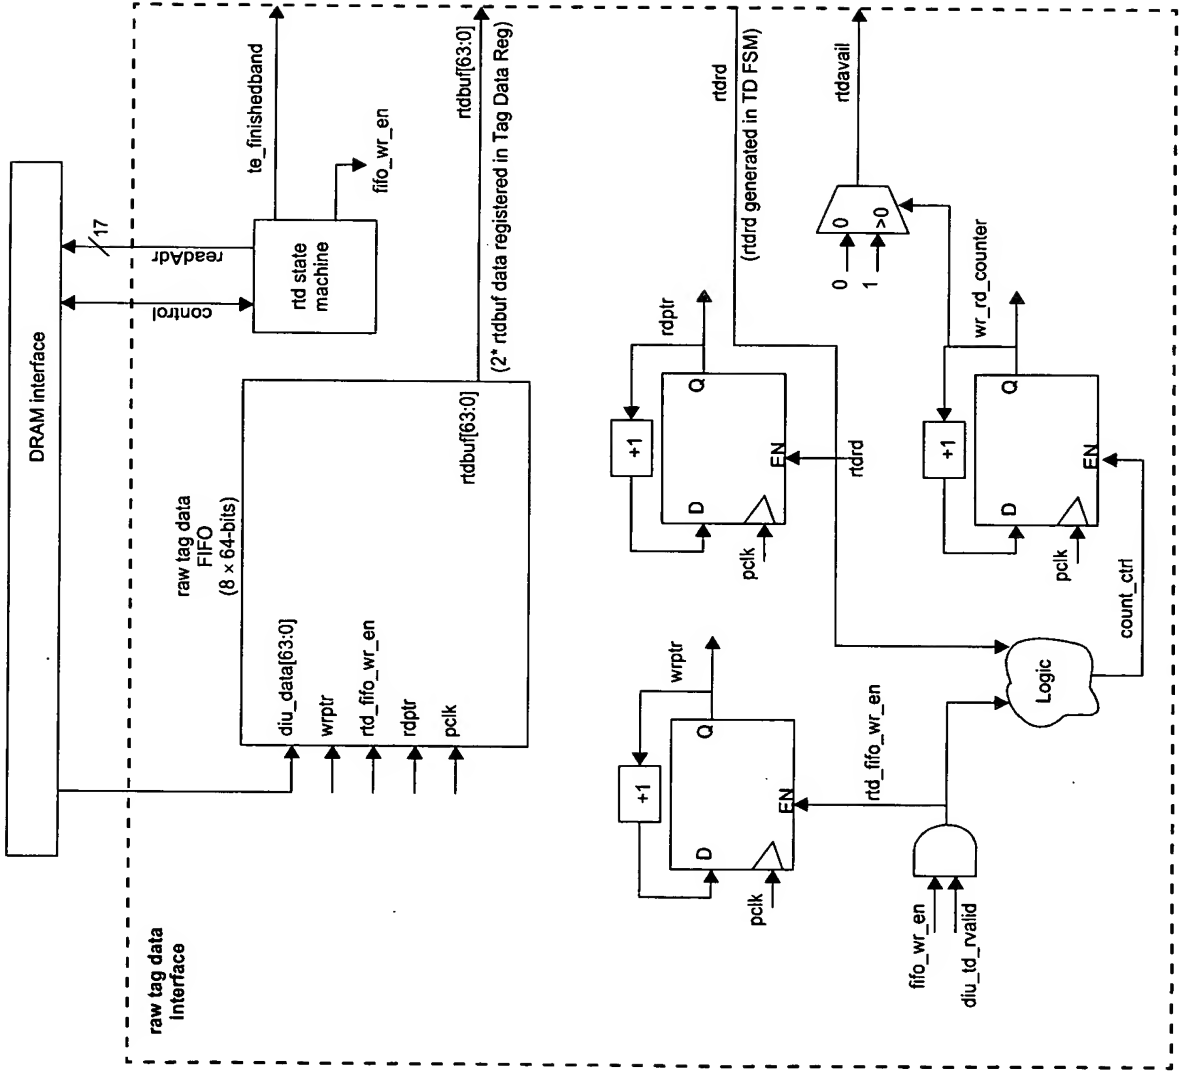 DRAM interface
raw tag data
Interface
control
readAdr
17
raw tag data
FIFO
(8 × 64-bits)
rtd state
machine
te_finishedband
fifo_wr_en
diu_data[63:0]
wrptr
rtd_fifo_wr_en
rdptr
pclk
rtdbuf[63:0]
rtdbuf[63:0]
(2* rtdbuf data registered in Tag Data Reg)
+1
D
Q
EN
pclk
wrptr
+1
D
Q
EN
pclk
rdptr
rtdrd
rtdrd
(rtdrd generated in TD FSM)
fifo_wr_en
diu_td_rvalid
rtd_fifo_wr_en
Logic
count_ctrl
+1
D
Q
EN
pclk
wr_rd_counter
0
1
0
>0
rtdavail